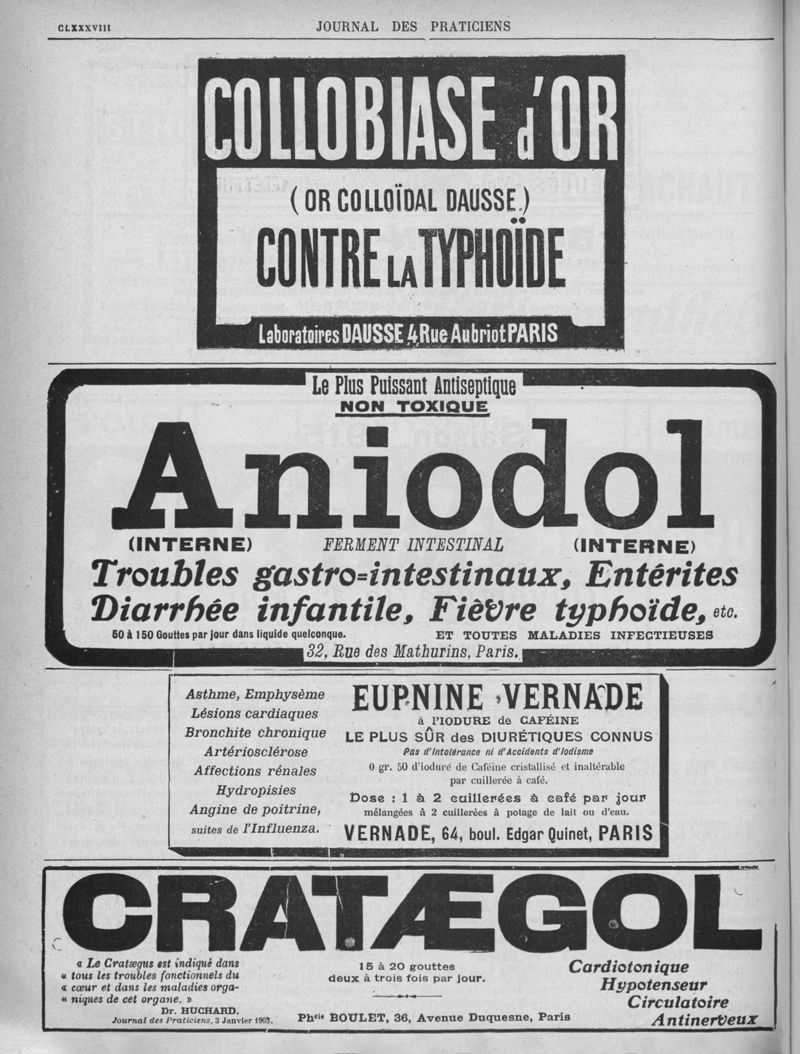 CLXXXVIII
JOURNAL DES PRATICIENS
COLLOBIASE d'OR
(OR COLLOÏDAL DAUSSE.)
CONTRE LA TYPHOÏDE
Laboratoires DAUSSE 4 Rue Aubriot PARIS
Le Plus Puissant Antiseptique
NON TOXIQUE
Aniodol
(INTERNE) FERMENT INTESTINAL (INTERNE)
Troubles gastro=intestinaux, Entérites
Diarrhée infantile, Fièvre typhoïde, etc.
50 à 150 Gouttes par jour dans liquide quelconque. ET TOUTES MALADIES INFECTIEUSES
32, Rue des Mathurins, Paris.
Asthme, Emphysème
Lésions cardiaques
Bronchite chronique
Artériosclérose
Affections rénales
Hydropisies
Angine de poitrine,
suites de l'Influenza.
EUPNINE VERNADE
à l'IODURE de CAFÉINE
LE PLUS SÛR des DIURÉTIQUES CONNUS
Pas d'Intolérance ni d'Accidents d'Iodisme
0 gr. 50 d'ioduré de Caféine cristallisé et inaltérable
par cuillerée à café.
Dose : 1 à 2 cuillerées à café par jour
mélangées à 2 cuillerées à potage de lait ou d'eau.
VERNADE, 64, boul. Edgar Quinet, PARIS
CRATÆGOL
« Le Cratægus est indiqué dans
« tous les troubles fonctionnels du
« cœur et dans les maladies orga-
« niques de cet organe. »
Dr. HUCHARD.
Journal des Praticiens, 3 Janvier 1903.
15 à 20 gouttes
deux à trois fois par jour.
Phcie BOULET, 36, Avenue Duquesne, Paris
Cardiotonique
Hypotenseur
Circulatoire
Antinerveux